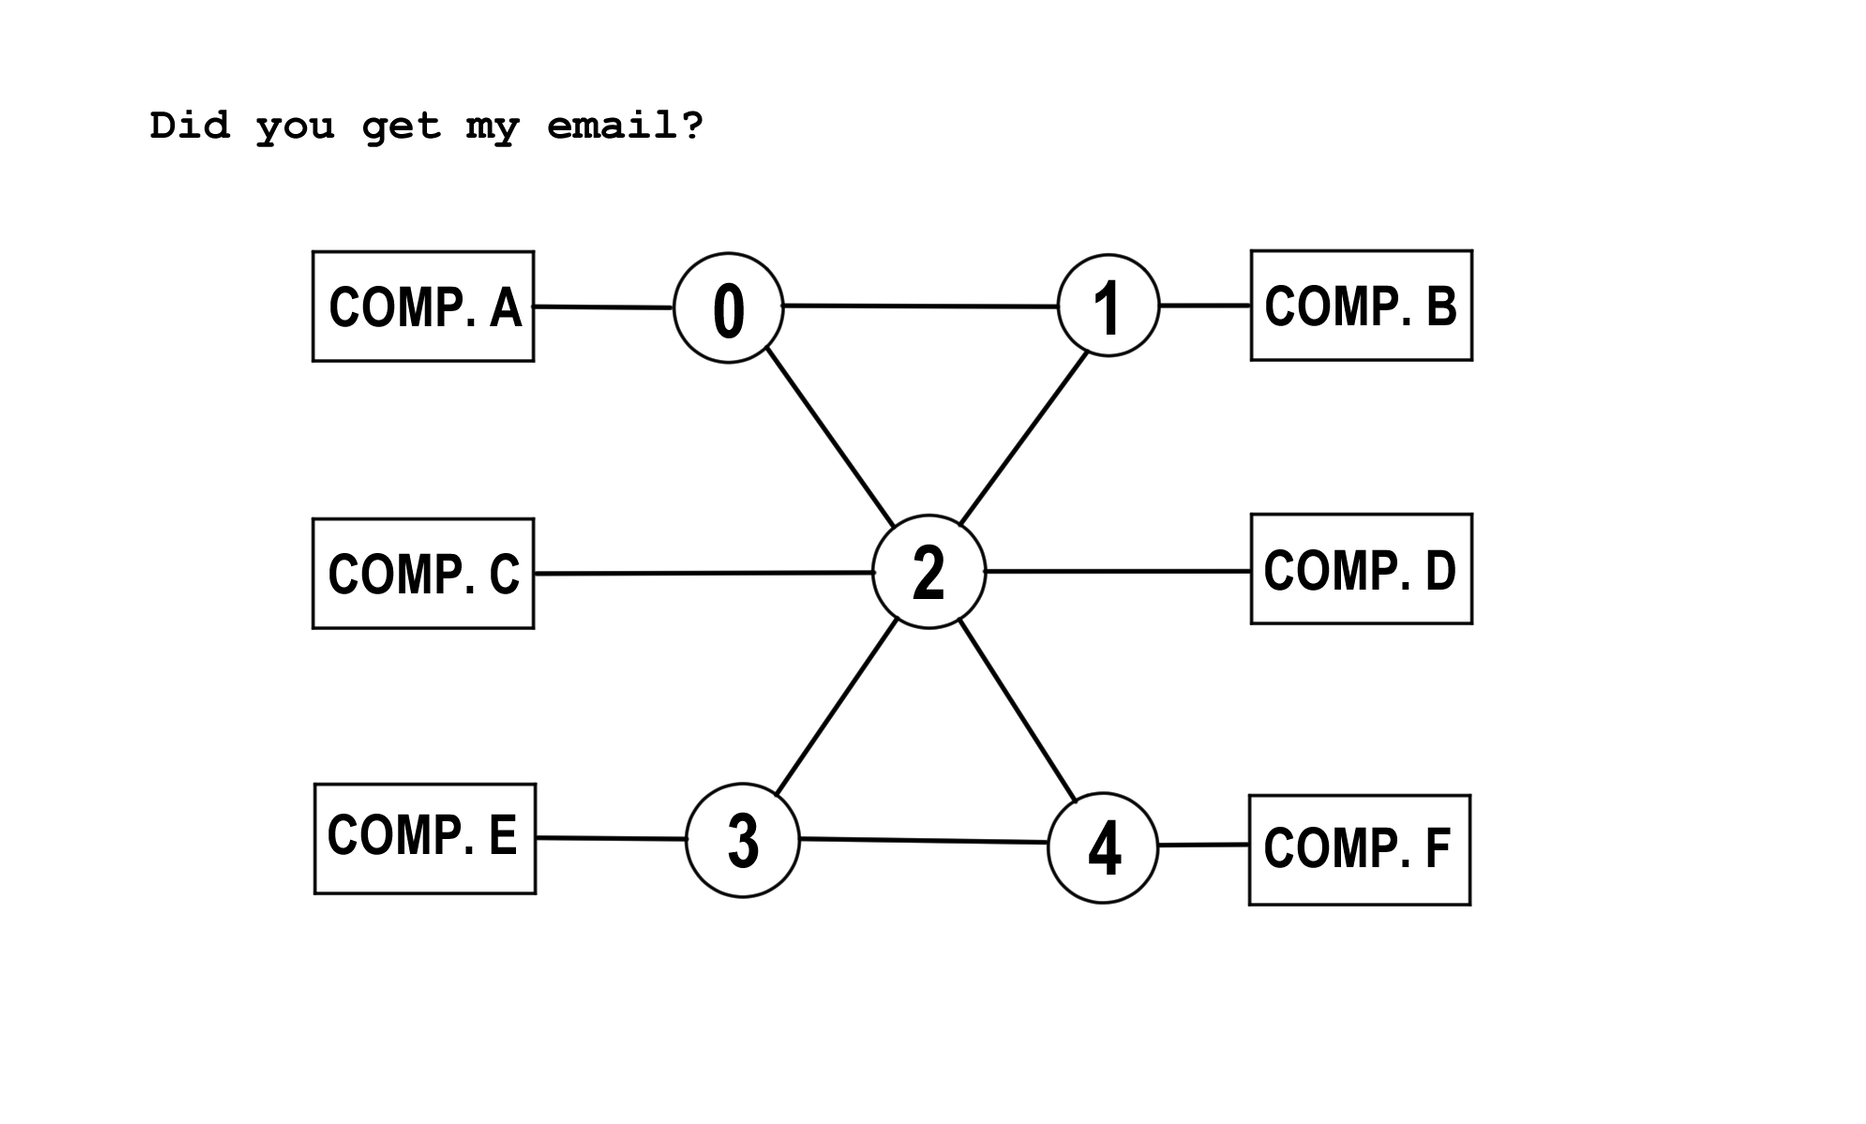 Did you get my email?
COMP. A
0
1
COMP. B
COMP. C
2
COMP. D
COMP. E
3
4
COMP. F